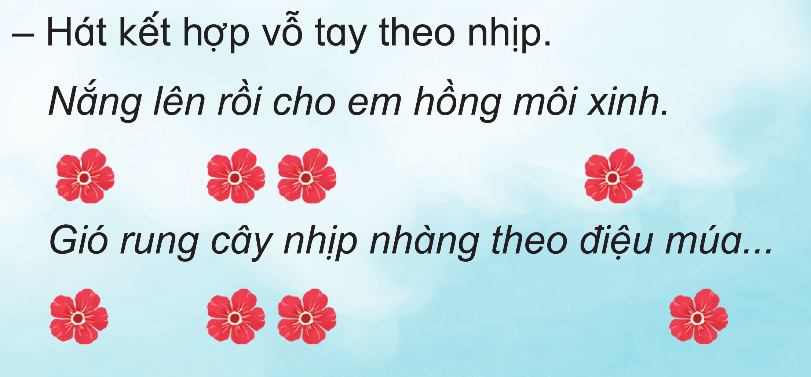 – Hát kết hợp vỗ tay theo nhịp.
Nắng lên rồi cho em hồng môi xinh.
Gió rung cây nhịp nhàng theo điệu múa...